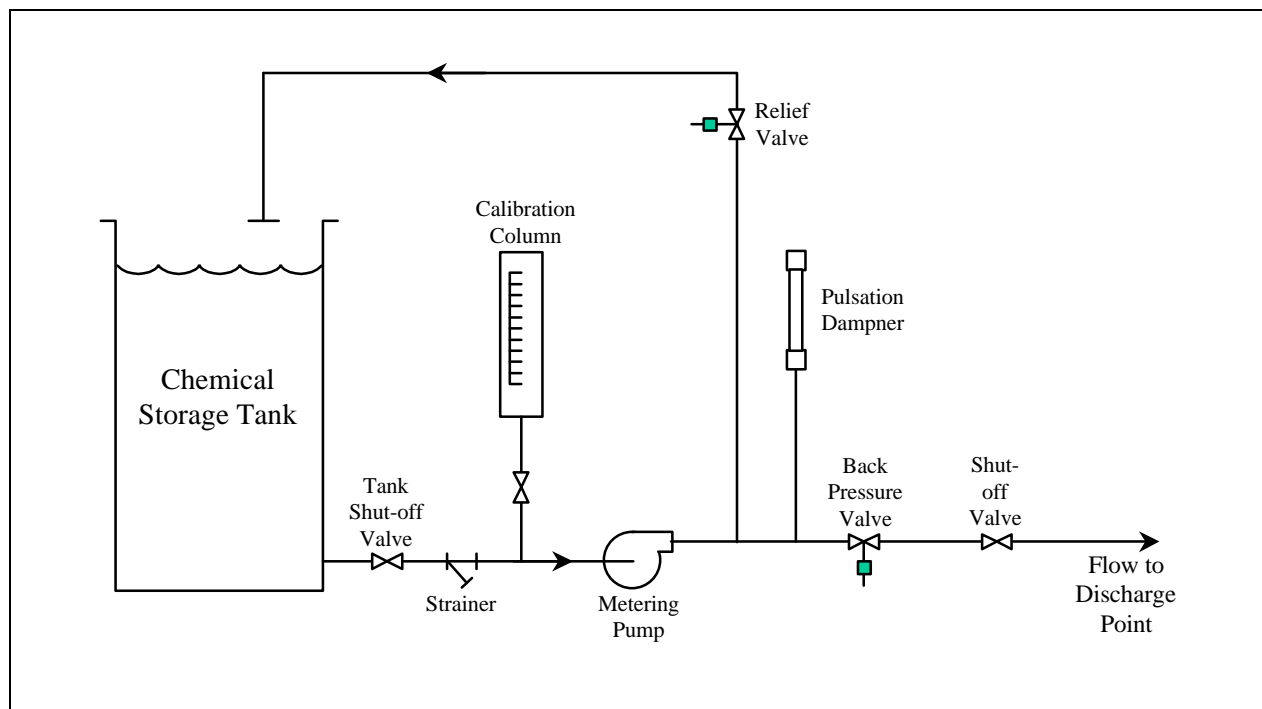 Relief
Valve
Calibration
Column
Pulsation
Dampner
Chemical
Storage Tank
Tank
Shut-off
Valve
Back
Pressure
Valve
Shut-
off
Valve
Strainer
Metering
Pump
Flow to
Discharge
Point